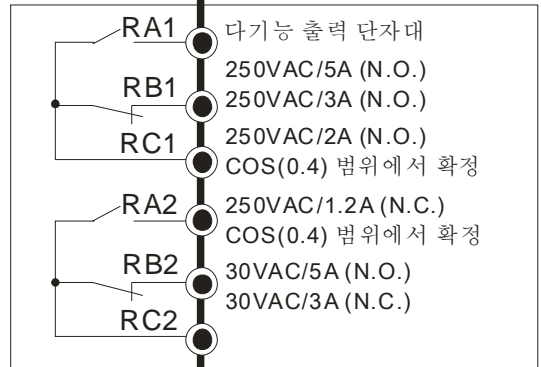 RA1
다기능 출력 단자대
250VAC/5A (N.O.)
RB1
250VAC/3A (N.O.)
250VAC/2A (N.O.)
RC1
COS(0.4) 범위에서 확정
RA2
250VAC/1.2A (N.C.)
COS(0.4) 범위에서 확정
RB2
30VAC/5A (N.O.)
30VAC/3A (N.C.)
RC2